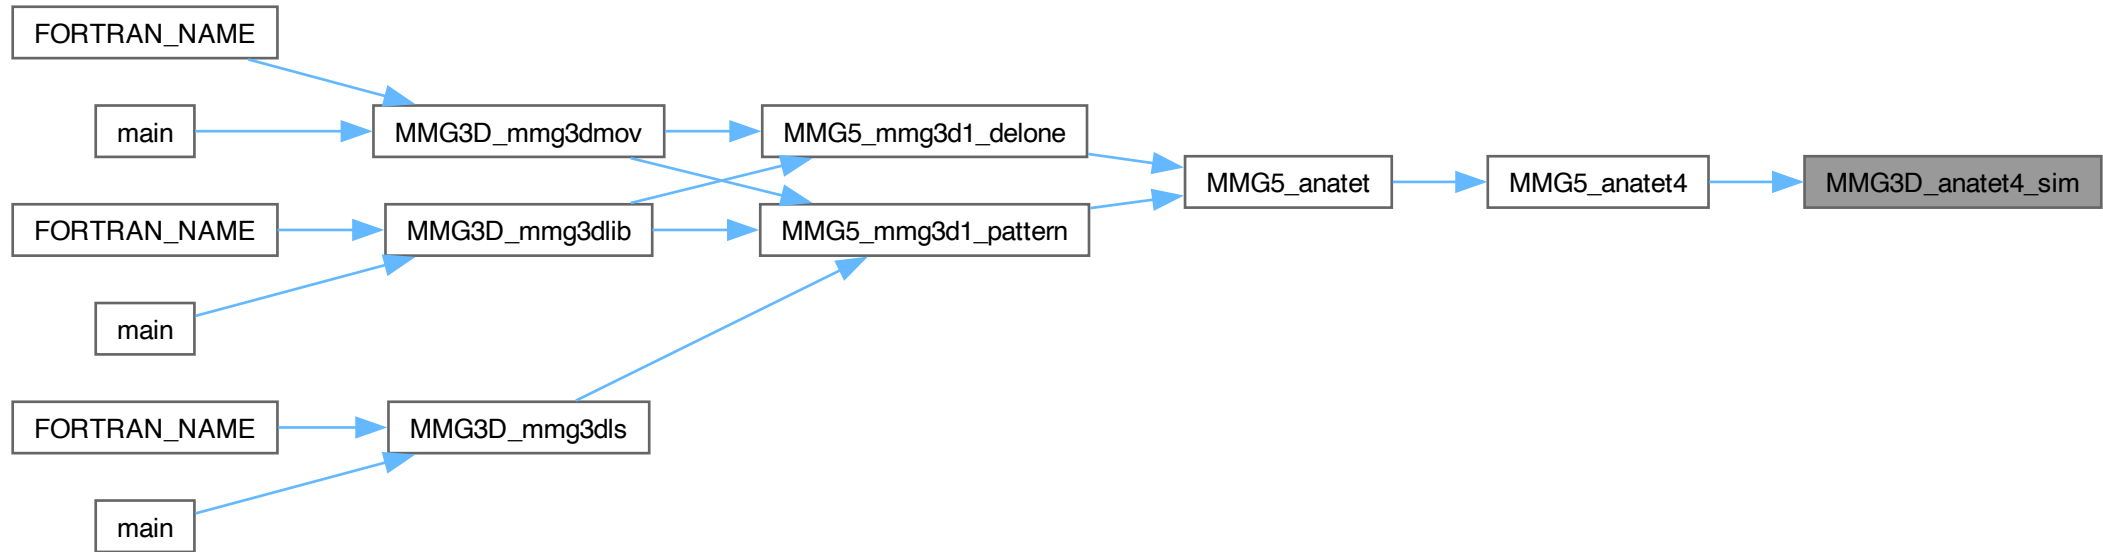 FORTRAN_NAME
main
MMG3D_mmg3dmov
MMG5_mmg3d1_delone
MMG5_anatet
MMG5_anatet4
MMG3D_anatet4_sim
FORTRAN_NAME
MMG3D_mmg3dlib
MMG5_mmg3d1_pattern
main
FORTRAN_NAME
MMG3D_mmg3dls
main